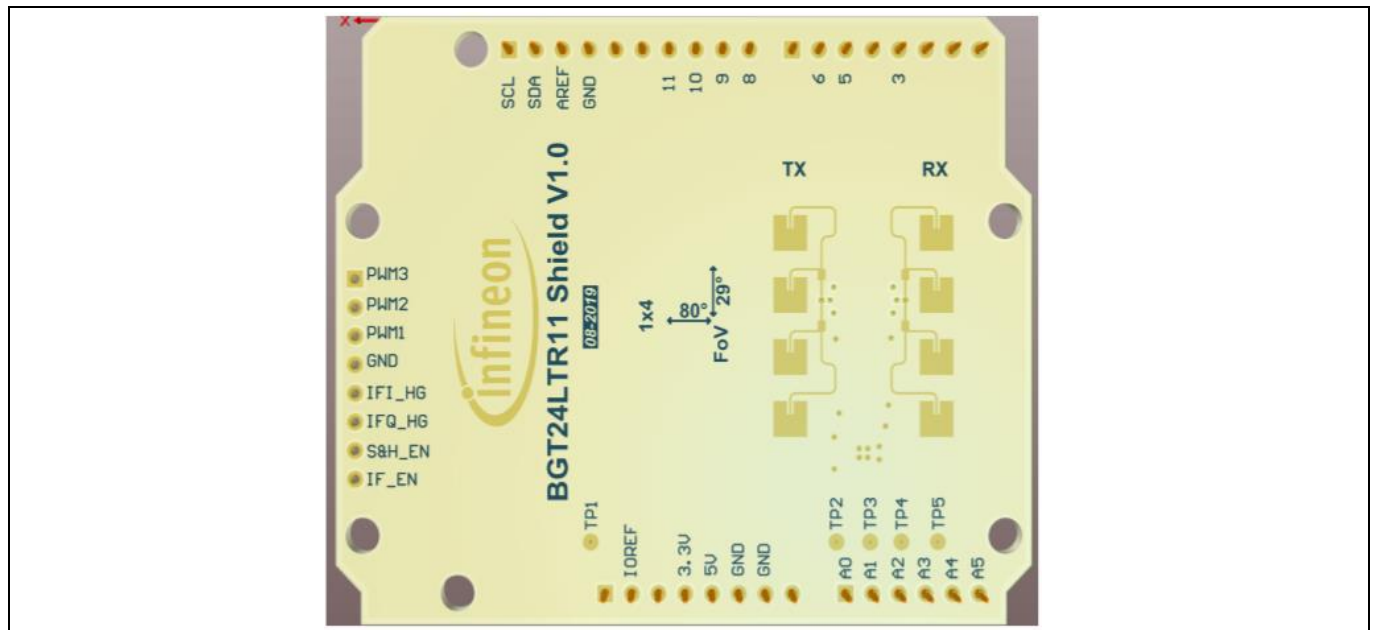 X
SCL
SDA
AREF
GND
11
10
9
8
6
5
3
TX
RX
PWM3
PWM2
PWM1
GND
IFI_HG
IFQ_HG
S&H_EN
IF_EN
infineon
BGT24LTR11 Shield V1.0
08-2019
1x4
80°
29°
FoV
TP1
TP2
TP3
TP4
TP5
IOREF
3.3V
5V
GND
GND
A0
A1
A2
A3
A4
A5